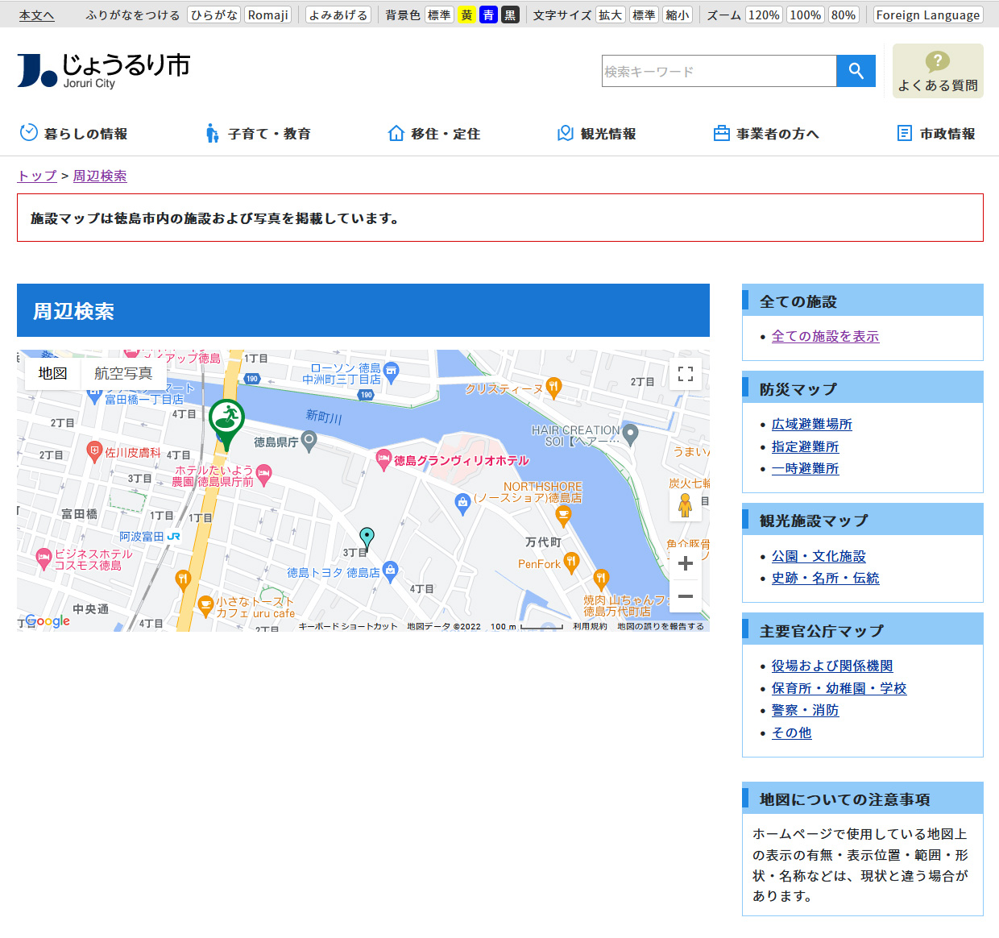 本文へ ふりがなをつける ひらがな Romaji よみあげる 背景色 標準 黄 青 黒 文字サイズ 拡大 標準 縮小 ズーム 120% 100% 80% Foreign Language
じょうるり市
Joruri City
検索キーワード
?
よくある質問
暮らしの情報 子育て・教育 移住・定住 観光情報 事業者の方へ 市政情報
トップ > 周辺検索
施設マップは徳島市内の施設および写真を掲載しています。
周辺検索
地図 航空写真
アップ徳島
1丁目
190
ローソン 徳島
中洲町三丁目店
190
グリスティーヌ
2丁目
富田橋一丁目店
2丁目
4丁目
新町川
徳島県庁
HAIR CREATION
SOI【ヘアー…
うまい
2丁目
佐川皮膚科
4丁目
徳島グランヴィリオホテル
ホテルたいよう
農園 徳島県庁前
3丁目
NORTHSHORE
(ノースショア)徳島店
炭火七輪
富田橋
1丁目
1丁目
阿波富田 JR
万代町
3丁目
ビジネスホテル
コスモス徳島
徳島トヨタ 徳島店
PenFork
4丁目
小さなトースト
カフェ uru cafe
焼肉 山ちゃんフ
徳島万代町店
中央通
4丁目
2丁目
Google
キーボード ショートカット 地図データ ©2022 100 m 利用規約 地図の誤りを報告する
全ての施設
• 全ての施設を表示
防災マップ
• 広域避難場所
• 指定避難所
• 一時避難所
観光施設マップ
• 公園・文化施設
• 史跡・名所・伝統
主要官公庁マップ
• 役場および関係機関
• 保育所・幼稚園・学校
• 警察・消防
• その他
地図についての注意事項
ホームページで使用している地図上
の表示の有無・表示位置・範囲・形
状・名称などは、現状と違う場合が
あります。